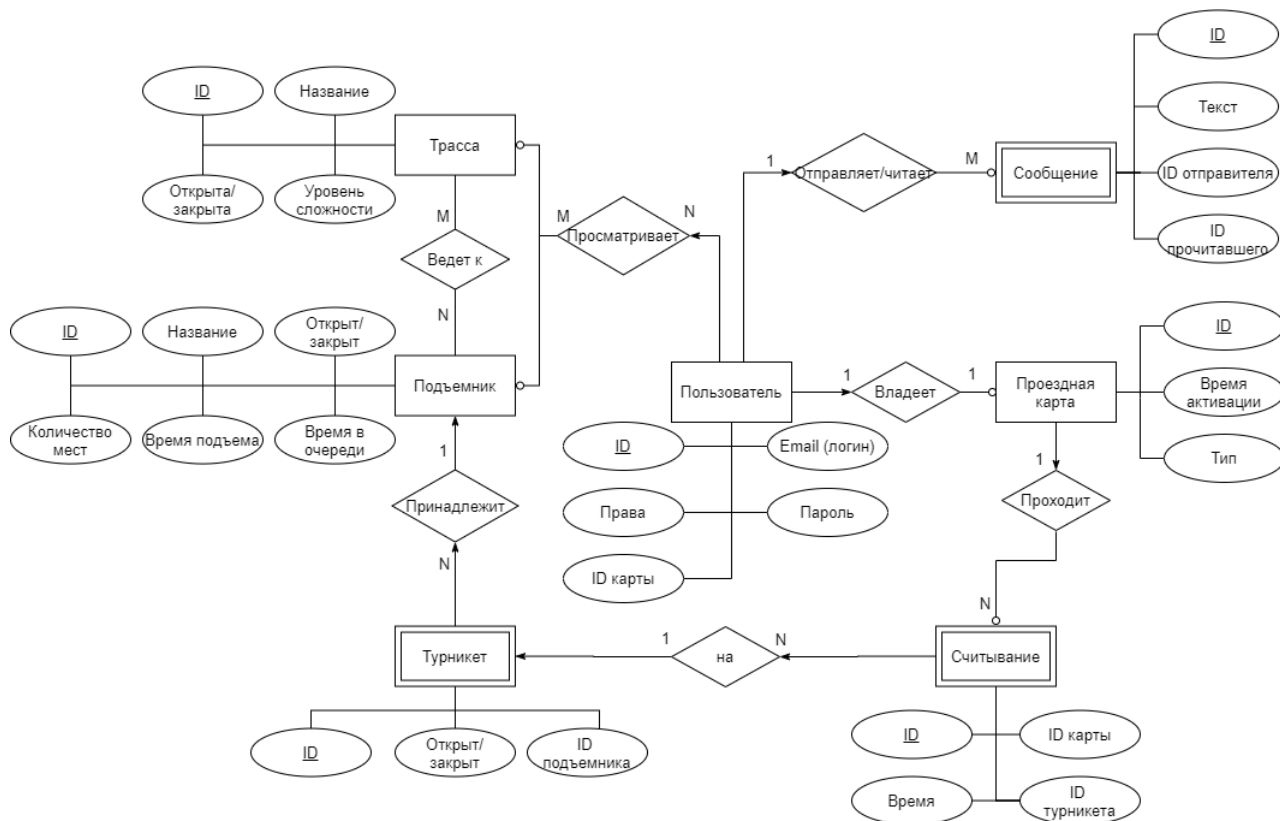 ID
Название
Трасса
Открыта/
закрыта
Уровень
сложности
M
Ведет к
N
ID
Название
Открыт/
закрыт
Подъемник
Количество
мест
Время подъема
Время в
очереди
M
Просматривает
N
1
Отправляет/читает
M
Сообщение
ID
Текст
ID отправителя
ID
прочитавшего
Пользователь
1
Владеет
1
Проездная
карта
ID
Время
активации
Тип
ID
Email (логин)
Права
Пароль
ID карты
1
Принадлежит
N
1
Проходит
N
Турникет
1
на
N
Считывание
ID
Открыт/
закрыт
ID
подъемника
ID
ID карты
Время
ID
турникета